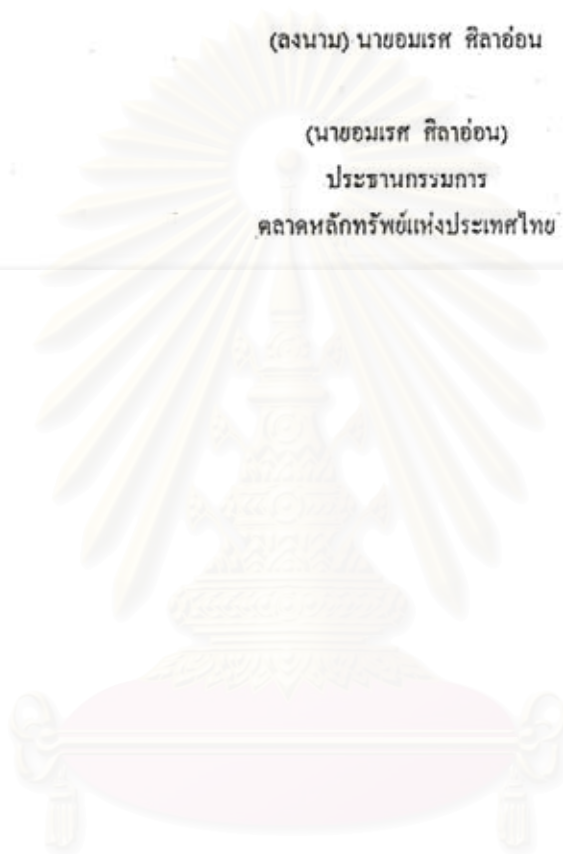 (ลงนาม) นายอมเรศ ศิลาอ่อน
(นายอมเรศ ศิลาอ่อน)
ประธานกรรมการ
ตลาดหลักทรัพย์แห่งประเทศไทย